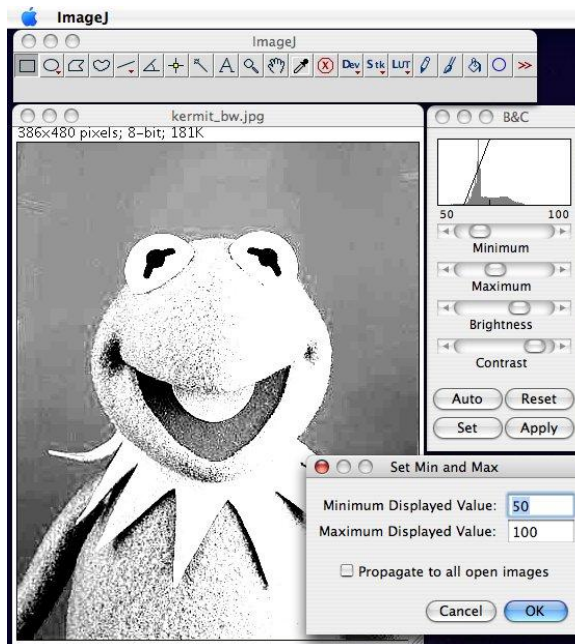 ImageJ
ImageJ
A Dev Stk LUT >>
kermit_bw.jpg
386x480 pixels; 8-bit; 181K
B&C
50 100
Minimum
Maximum
Brightness
Contrast
Auto Reset
Set Apply
Set Min and Max
Minimum Displayed Value: 50
Maximum Displayed Value: 100
Propagate to all open images
Cancel OK